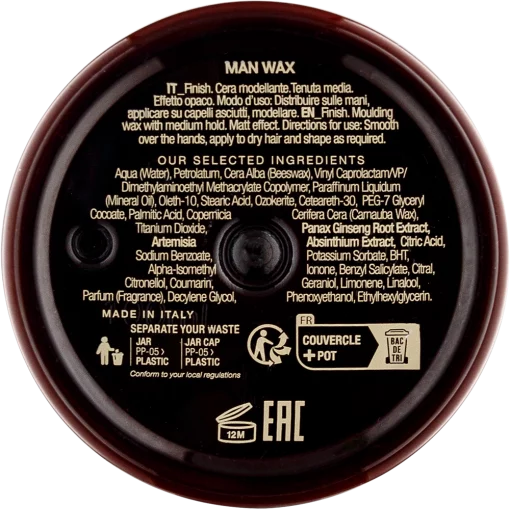 MAN WAX
IT_Finish. Cera modellante. Tenuta media.
Effetto opaco. Modo d'uso: Distribuire sulle mani,
applicare su capelli asciutti, modellare. EN_Finish. Moulding
wax with medium hold. Matt effect. Directions for use: Smooth
over the hands, apply to dry hair and shape as required.
OUR SELECTED INGREDIENTS
Aqua (Water), Petrolatum, Cera Alba (Beeswax), Vinyl Caprolactam/VP/
Dimethylaminoethyl Methacrylate Copolymer, Paraffinum Liquidum
(Mineral Oil), Oleth-10, Stearic Acid, Ozokerite, Ceteareth-30, PEG-7 Glyceryl
Cocoate, Palmitic Acid, Copernicia Cerifera Cera (Carnauba Wax),
Titanium Dioxide, Panax Ginseng Root Extract,
Artemisia Absinthium Extract, Citric Acid,
Sodium Benzoate, Potassium Sorbate, BHT,
Alpha-Isomethyl Ionone, Benzyl Salicylate, Citral,
Citronellol, Coumarin, Geraniol, Limonene, Linalool,
Parfum (Fragrance), Decylene Glycol, Phenoxyethanol, Ethylhexylglycerin.
MADE IN ITALY
SEPARATE YOUR WASTE
JAR
PP-05>
PLASTIC
JAR CAP
PP-05>
PLASTIC
Conform to your local regulations
FR
COUVERCLE
+POT
BAC
DE
TRI
12M
EAC